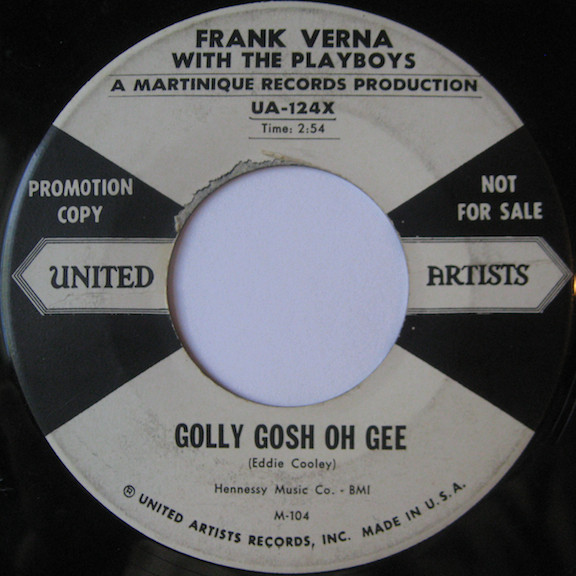 FRANK VERNA
WITH THE PLAYBOYS
A MARTINIQUE RECORDS PRODUCTION
UA-124X
Time: 2:54
PROMOTION
COPY
NOT
FOR SALE
UNITED ARTISTS
GOLLY GOSH OH GEE
(Eddie Cooley)
Hennessy Music Co. - BMI
M-104
® UNITED ARTISTS RECORDS, INC. MADE IN U.S.A.